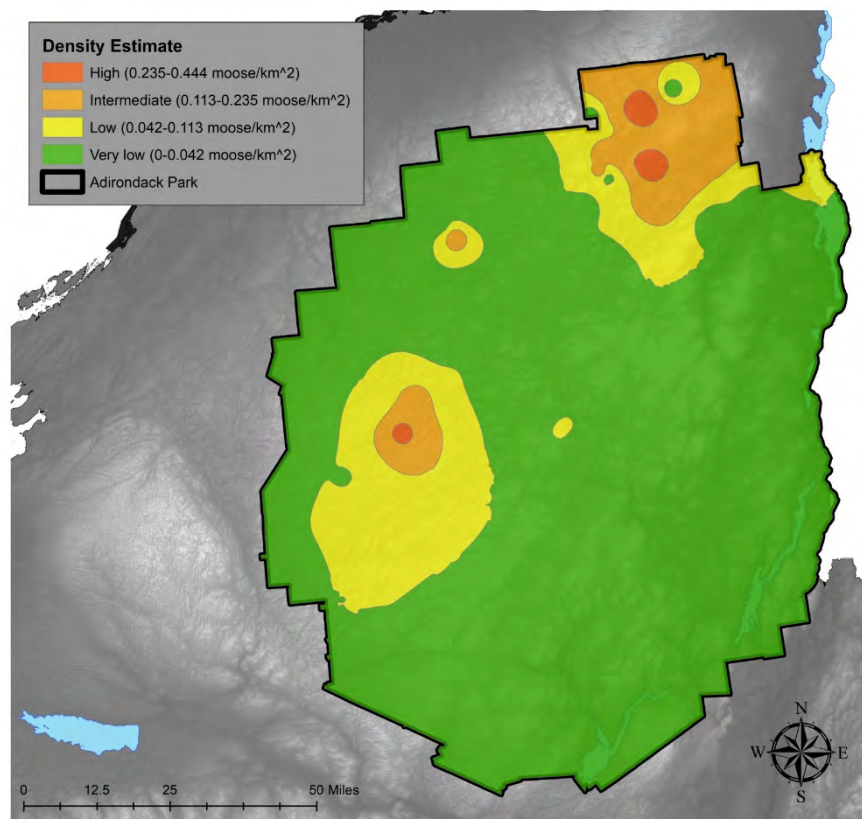 Density Estimate
High (0.235-0.444 moose/km^2)
Intermediate (0.113-0.235 moose/km^2)
Low (0.042-0.113 moose/km^2)
Very low (0-0.042 moose/km^2)
Adirondack Park
N
W E
S
0 12.5 25 50 Miles